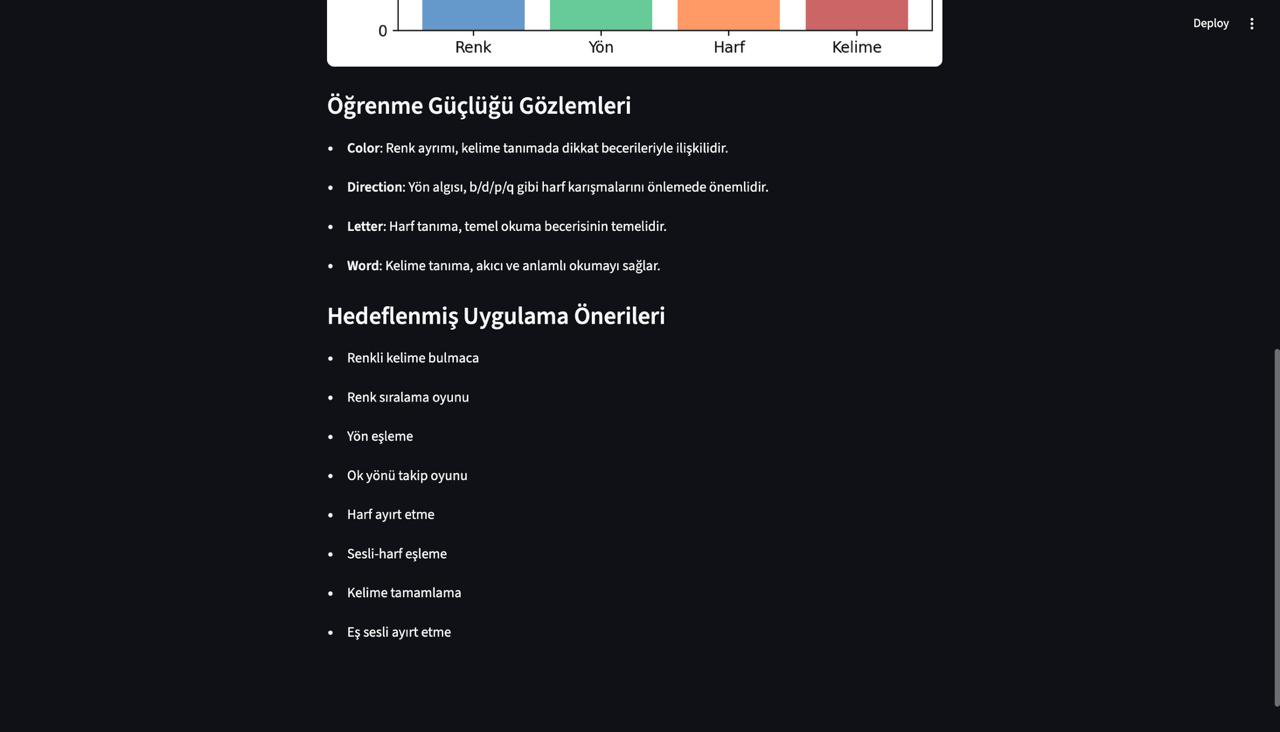 Deploy
0
Renk Yön Harf Kelime
Öğrenme Güçlüğü Gözlemleri
• Color: Renk ayrımı, kelime tanımada dikkat becerileriyle ilişkilidir.
• Direction: Yön algısı, b/d/p/q gibi harf karışmalarını önlemede önemlidir.
• Letter: Harf tanıma, temel okuma becerisinin temelidir.
• Word: Kelime tanıma, akıcı ve anlamlı okumayı sağlar.
Hedeflenmiş Uygulama Önerileri
• Renkli kelime bulmaca
• Renk sıralama oyunu
• Yön eşleme
• Ok yönü takip oyunu
• Harf ayırt etme
• Sesli-harf eşleme
• Kelime tamamlama
• Eş sesli ayırt etme